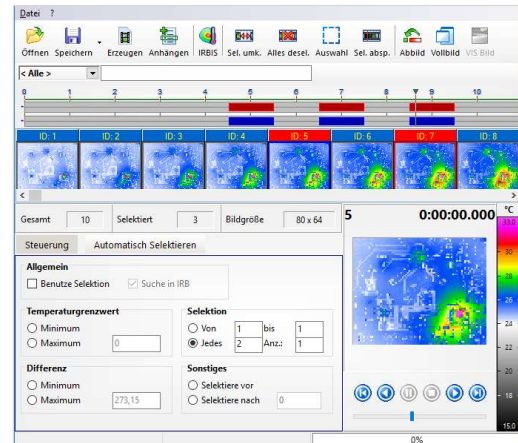 Datei ?
Öffnen Speichern Erzeugen Anhängen IRBIS Sel. umk. Alles desel. Auswahl Sel. absp. Abbild Vollbild VIS Bild
< Alle >
0 1 2 3 4 5 6 7 8 9 10
ID: 1 ID: 2 ID: 3 ID: 4 ID: 5 ID: 6 ID: 7 ID: 8
Gesamt 10 Selektiert 3 Bildgröße 80 x 64
5 0:00:00.000 °C
33,0
Steuerung Automatisch Selektieren
30
Allgemein
Benutze Selektion Suche in IRB
28
26
Temperaturgrenzwert Selektion
Minimum Von 1 bis 1
24
Maximum 0 Jedes 2 Anz.: 1
22
Differenz Sonstiges
20
Minimum Selektiere vor
Maximum 273,15 Selektiere nach 0
18
15,0
0%